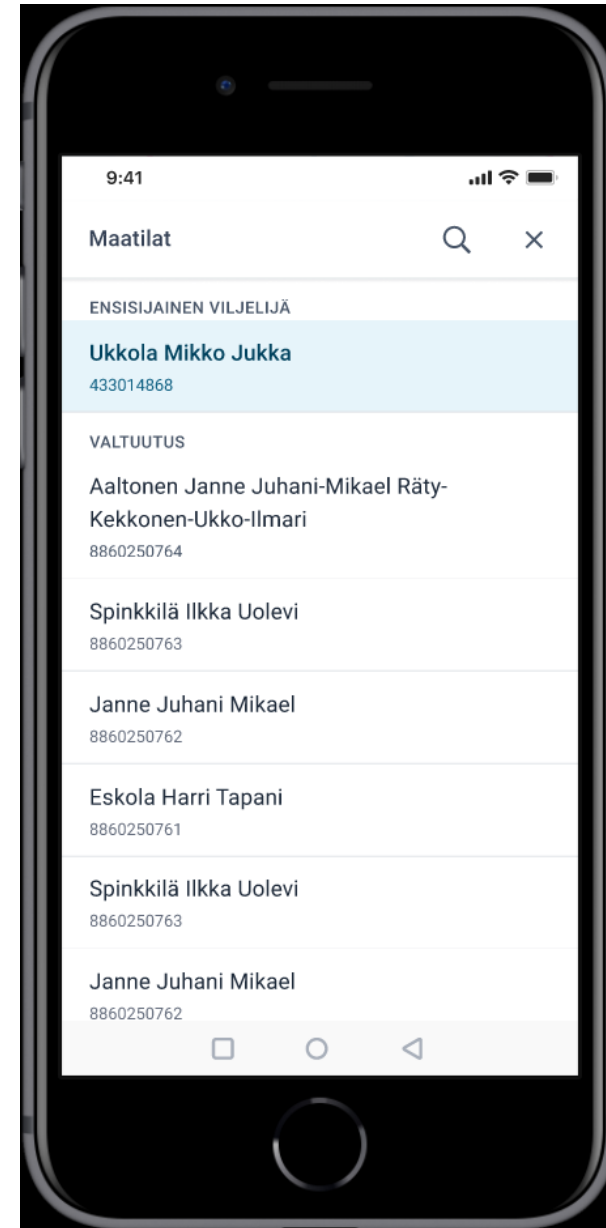 9:41
Maatilat
ENSISIJAINEN VILJELIJÄ
Ukkola Mikko Jukka
433014868
VALTUUTUS
Aaltonen Janne Juhani-Mikael Räty-
Kekkonen-Ukko-Ilmari
8860250764
Spinkkilä Ilkka Uolevi
8860250763
Janne Juhani Mikael
8860250762
Eskola Harri Tapani
8860250761
Spinkkilä Ilkka Uolevi
8860250763
Janne Juhani Mikael
8860250762